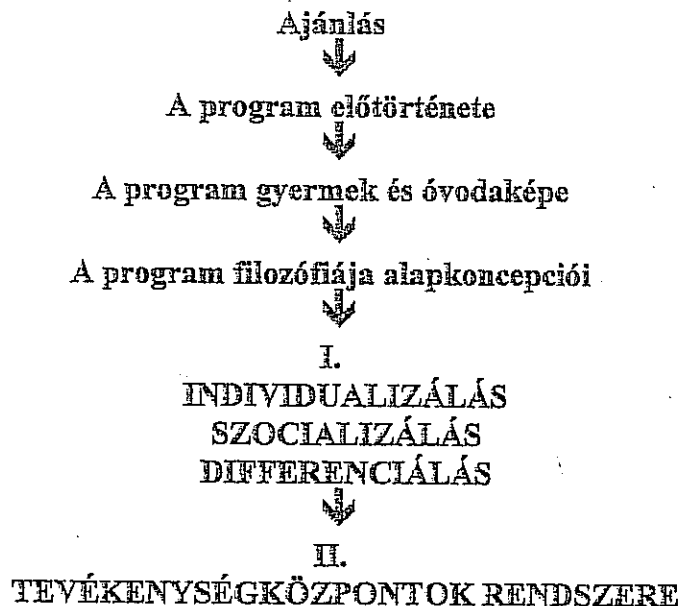 Ajánlás
A program előtörténete
A program gyermek és óvodaképe
A program filozófiája alapkoncepciói
I.
INDIVIDUALIZÁLÁS
SZOCIALIZÁLÁS
DIFFERENCIÁLÁS
II.
TEVÉKENYSÉGKÖZPONTOK RENDSZERE